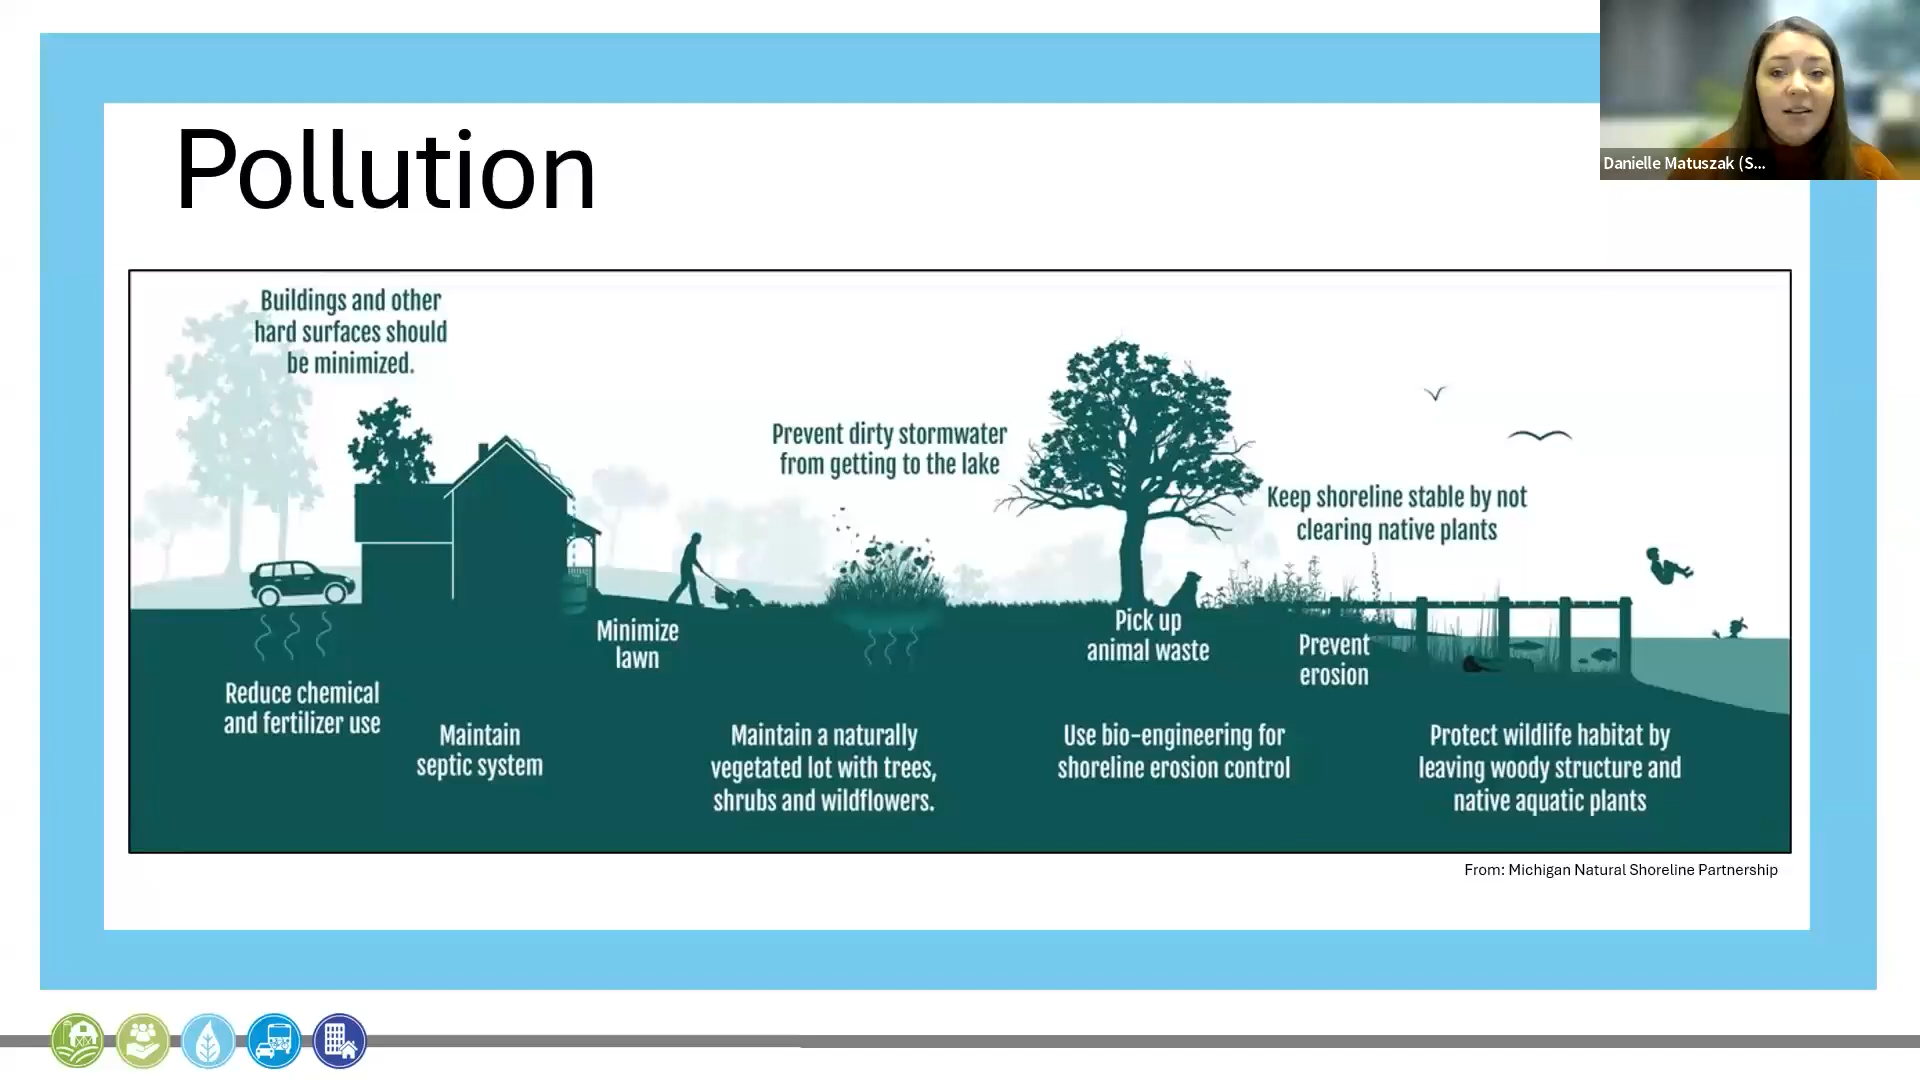 Danielle Matuszak (S...
Pollution
Buildings and other
hard surfaces should
be minimized.
Prevent dirty stormwater
from getting to the lake
Keep shoreline stable by not
clearing native plants
Minimize
lawn
Pick up
animal waste
Prevent
erosion
Reduce chemical
and fertilizer use
Maintain
septic system
Maintain a naturally
vegetated lot with trees,
shrubs and wildflowers.
Use bio-engineering for
shoreline erosion control
Protect wildlife habitat by
leaving woody structure and
native aquatic plants
From: Michigan Natural Shoreline Partnership